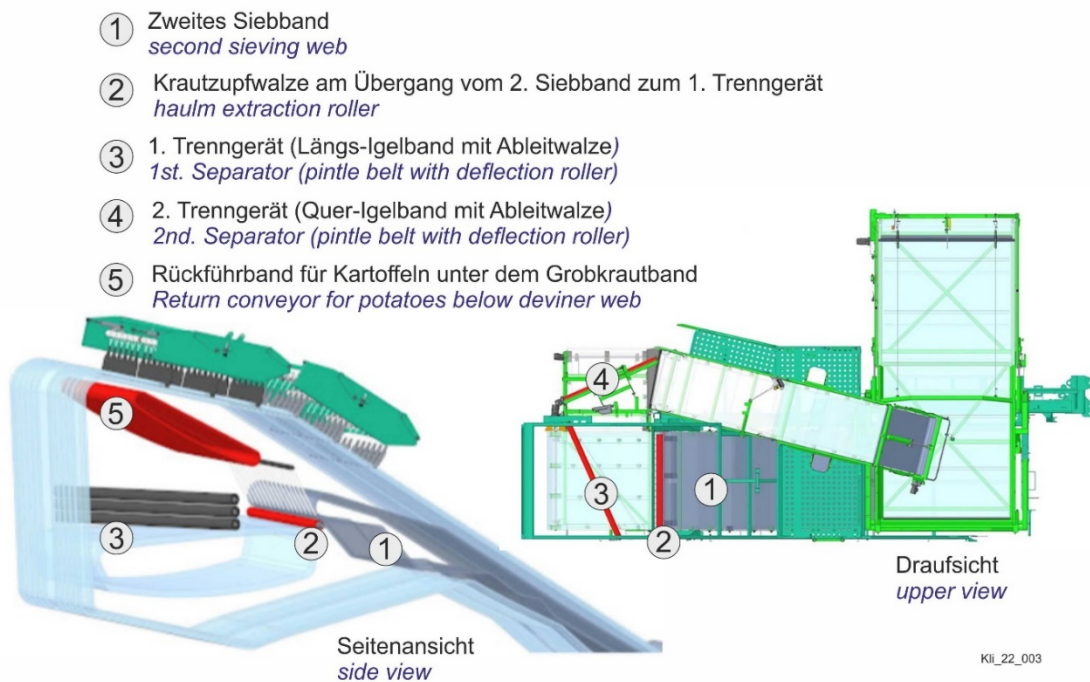 1 Zweites Siebband
second sieving web
2 Krautzupfwalze am Übergang vom 2. Siebband zum 1. Trenngerät
haulm extraction roller
3 1. Trenngerät (Längs-Igelband mit Ableitwalze)
1st. Separator (pintle belt with deflection roller)
4 2. Trenngerät (Quer-Igelband mit Ableitwalze)
2nd. Separator (pintle belt with deflection roller)
5 Rückführband für Kartoffeln unter dem Grobkrautband
Return conveyor for potatoes below deviner web
5
3
2
1
Seitenansicht
side view
4
3
1
2
Draufsicht
upper view
Kli_22_003